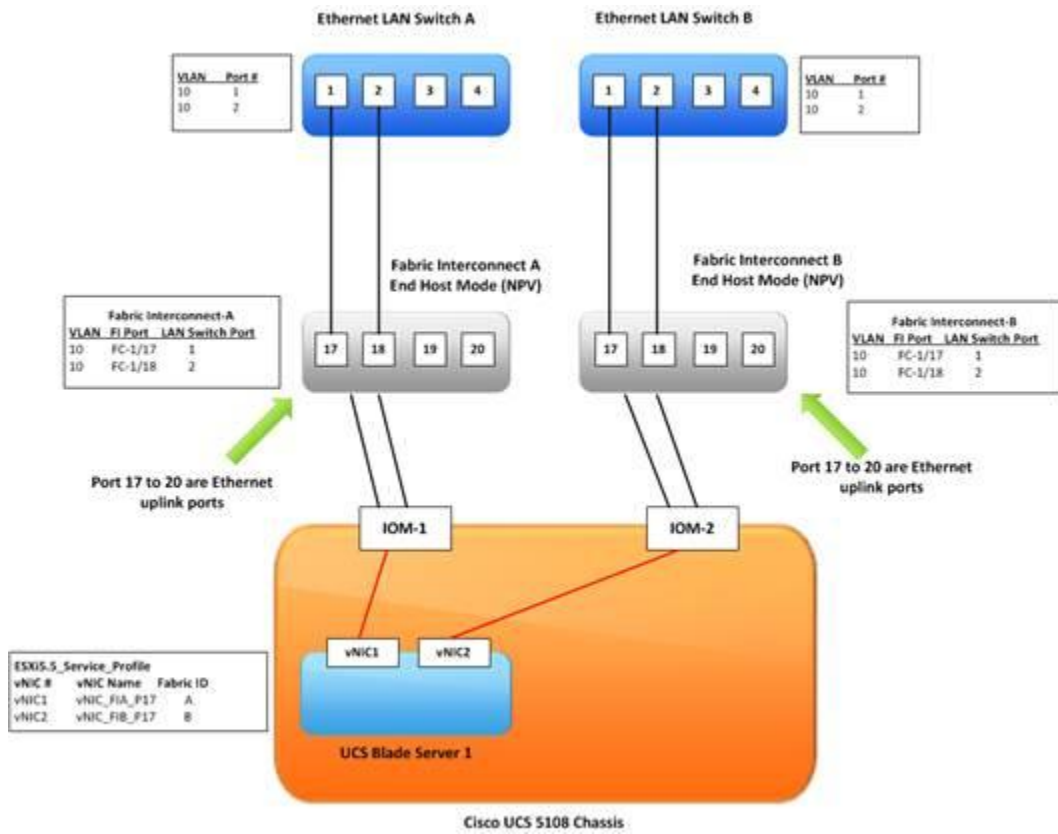 Ethernet LAN Switch A
Ethernet LAN Switch B
VLAN Port #
10 1
10 2
1 2 3 4
1 2 3 4
VLAN Port #
10 1
10 2
Fabric Interconnect A
End Host Mode (NPV)
Fabric Interconnect B
End Host Mode (NPV)
Fabric Interconnect-A
VLAN FI Port LAN Switch Port
10 FC-1/17 1
10 FC-1/18 2
17 18 19 20
17 18 19 20
Fabric Interconnect-B
VLAN FI Port LAN Switch Port
10 FC-1/17 1
10 FC-1/18 2
Port 17 to 20 are Ethernet
uplink ports
Port 17 to 20 are Ethernet
uplink ports
IOM-1
IOM-2
vNIC1
vNIC2
ESXi5.5_Service_Profile
vNIC # vNIC Name Fabric ID
vNIC1 vNIC_FIA_P17 A
vNIC2 vNIC_FIB_P17 B
UCS Blade Server 1
Cisco UCS 5108 Chassis